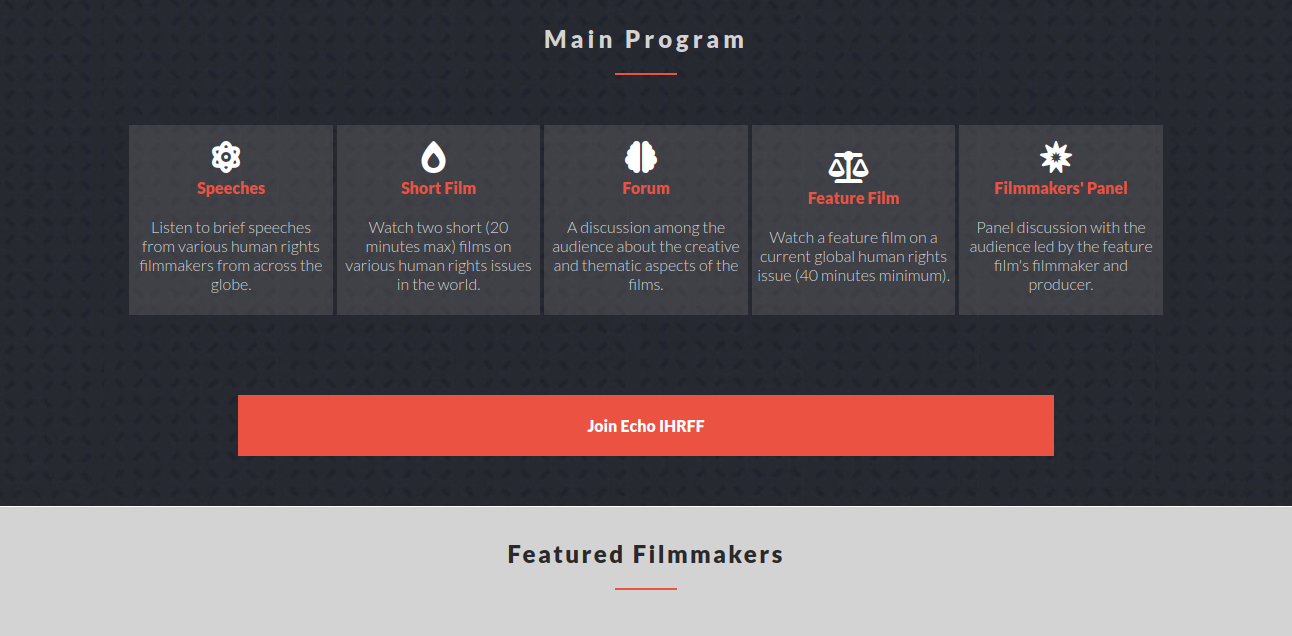 Main Program
Speeches
Listen to brief speeches
from various human rights
filmmakers from across the
globe.
Short Film
Watch two short (20
minutes max) films on
various human rights issues
in the world.
Forum
A discussion among the
audience about the creative
and thematic aspects of the
films.
Feature Film
Watch a feature film on a
current global human rights
issue (40 minutes minimum).
Filmmakers' Panel
Panel discussion with the
audience led by the feature
film's filmmaker and
producer.
Join Echo IHRFF
Featured Filmmakers